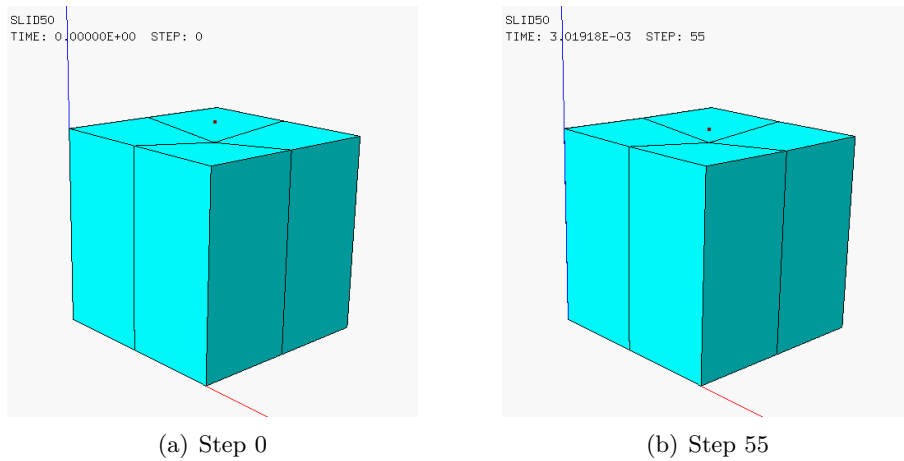 SLID50
TIME: 0.00000E+00 STEP: 0
SLID50
TIME: 3.01918E-03 STEP: 55
(a) Step 0
(b) Step 55